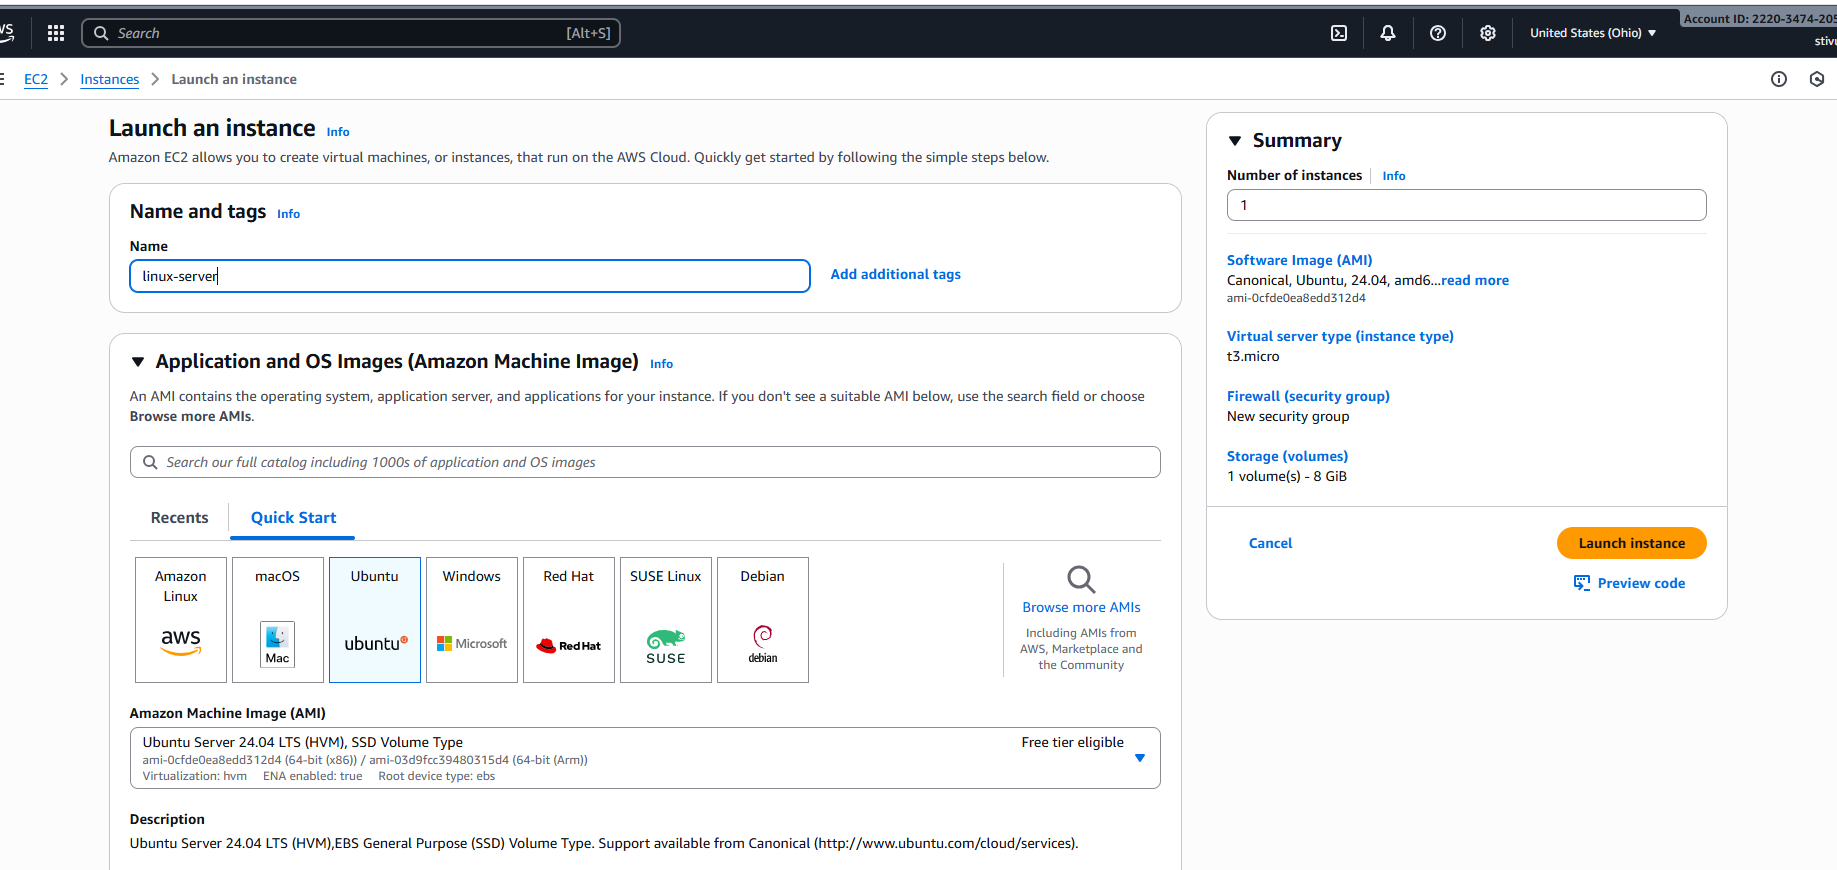 Search [Alt+S]
United States (Ohio)
Account ID: 2220-3474-205
EC2 Instances Launch an instance
Launch an instance Info
Amazon EC2 allows you to create virtual machines, or instances, that run on the AWS Cloud. Quickly get started by following the simple steps below.
Name and tags Info
Name
linux-server
Add additional tags
Application and OS Images (Amazon Machine Image) Info
An AMI contains the operating system, application server, and applications for your instance. If you don't see a suitable AMI below, use the search field or choose
Browse more AMIs.
Search our full catalog including 1000s of application and OS images
Recents Quick Start
Amazon
Linux
aws
macOS
Mac
Ubuntu
ubuntu
Windows
Microsoft
Red Hat
Red Hat
SUSE Linux
SUSE
Debian
debian
Browse more AMIs
Including AMIs from
AWS, Marketplace and
the Community
Amazon Machine Image (AMI)
Ubuntu Server 24.04 LTS (HVM), SSD Volume Type
Free tier eligible
ami-0cfde0ea8edd312d4 (64-bit (x86)) / ami-03d9fcc39480315d4 (64-bit (Arm))
Virtualization: hvm ENA enabled: true Root device type: ebs
Description
Ubuntu Server 24.04 LTS (HVM),EBS General Purpose (SSD) Volume Type. Support available from Canonical (http://www.ubuntu.com/cloud/services).
Summary
Number of instances Info
1
Software Image (AMI)
Canonical, Ubuntu, 24.04, amd6...read more
ami-0cfde0ea8edd312d4
Virtual server type (instance type)
t3.micro
Firewall (security group)
New security group
Storage (volumes)
1 volume(s) - 8 GiB
Cancel
Launch instance
Preview code